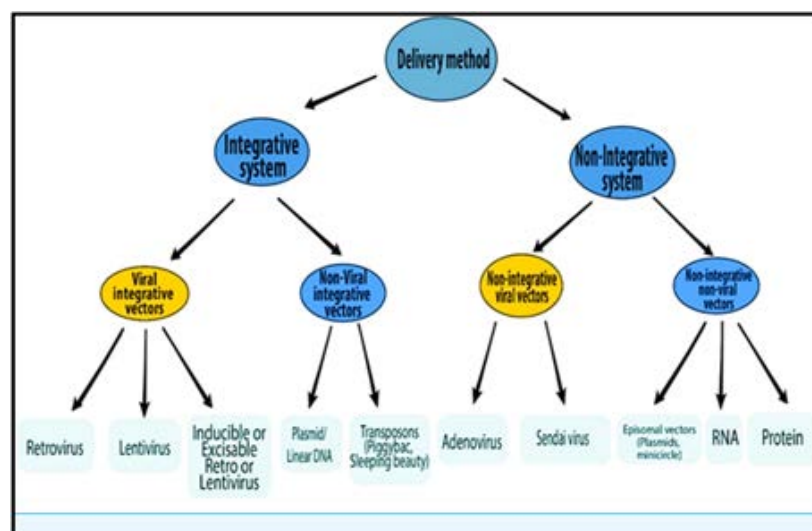 Delivery method
Integrative
system
Non-Integrative
system
Viral
integrative
vectors
Non-Viral
integrative
vectors
Non-integrative
viral vectors
Non-integrative
non-viral
vectors
Retrovirus
Lentivirus
Inducible or
Excisable
Retro or
Lentivirus
Plasmid/
Linear DNA
Transposons
(Piggybac,
Sleeping beauty)
Adenovirus
Sendai virus
Episomal vectors
(Plasmids,
minicircle)
RNA
Protein